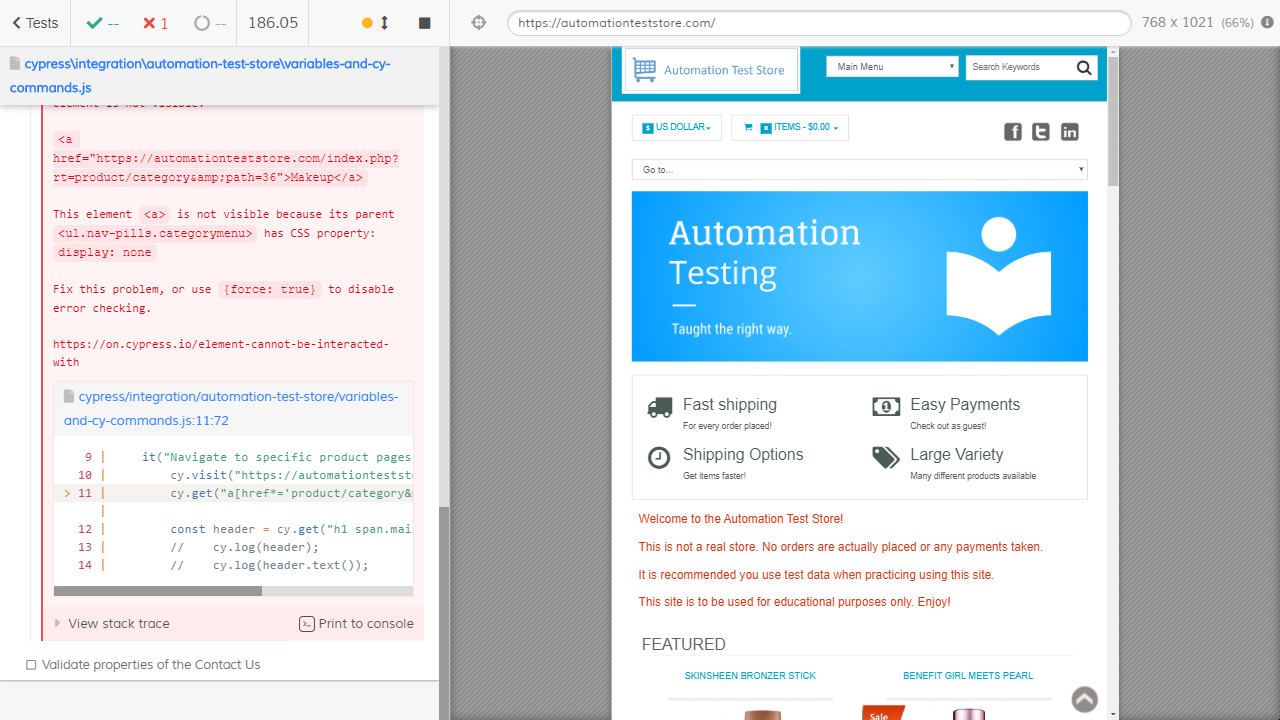 Tests
--
1
--
186.05
https://automationteststore.com/
768 x 1021 (66%)
cypress\integration\automation-test-store\variables-and-cy-
commands.js
element is not visible:
<a
href="https://automationteststore.com/index.php?
rt=product/category&amp;path=36">Makeup</a>
This element <a> is not visible because its parent
<ul.nav-pills.categorymenu> has CSS property:
display: none
Fix this problem, or use {force: true} to disable
error checking.
https://on.cypress.io/element-cannot-be-interacted-
with
cypress/integration/automation-test-store/variables-
and-cy-commands.js:11:72
9 | it("Navigate to specific product pages
10 | cy.visit("https://automationtestst
> 11 | cy.get("a[href*='product/category&
|
12 | const header = cy.get("h1 span.mai
13 | // cy.log(header);
14 | // cy.log(header.text());
View stack trace
Print to console
Validate properties of the Contact Us
Automation Test Store
Main Menu
Search Keywords
$ US DOLLAR
0 ITEMS - $0.00
Go to...
Automation
Testing
Taught the right way.
Fast shipping
For every order placed!
Easy Payments
Check out as guest!
Shipping Options
Get items faster!
Large Variety
Many different products available
Welcome to the Automation Test Store!
This is not a real store. No orders are actually placed or any payments taken.
It is recommended you use test data when practicing using this site.
This site is to be used for educational purposes only. Enjoy!
FEATURED
SKINSHEEN BRONZER STICK
BENEFIT GIRL MEETS PEARL
Sale